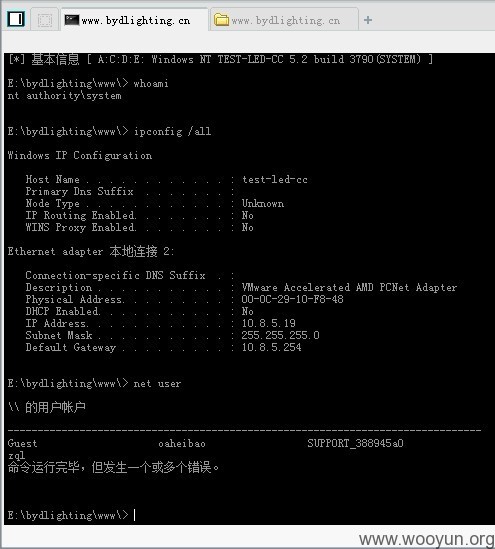 www.bydlighting.cn
www.bydlighting.cn
[*] 基本信息 [ A:C:D:E: Windows NT TEST-LED-CC 5.2 build 3790(SYSTEM) ]
E:\bydlighting\www\> whoami
nt authority\system
E:\bydlighting\www\> ipconfig /all
Windows IP Configuration
Host Name . . . . . . . . . . . . : test-led-cc
Primary Dns Suffix . . . . . . . :
Node Type . . . . . . . . . . . . : Unknown
IP Routing Enabled. . . . . . . . : No
WINS Proxy Enabled. . . . . . . . : No
Ethernet adapter 本地连接 2:
Connection-specific DNS Suffix . :
Description . . . . . . . . . . . : VMware Accelerated AMD PCNet Adapter
Physical Address. . . . . . . . . : 00-0C-29-10-F8-48
DHCP Enabled. . . . . . . . . . . : No
IP Address. . . . . . . . . . . . : 10.8.5.19
Subnet Mask . . . . . . . . . . . : 255.255.255.0
Default Gateway . . . . . . . . . : 10.8.5.254
E:\bydlighting\www\> net user
\\ 的用户帐户
-------------------------------------------------------------------------------
Guest oaheibao SUPPORT_388945a0
zql
命令运行完毕，但发生一个或多个错误。
E:\bydlighting\www\>
www.wooyun.org